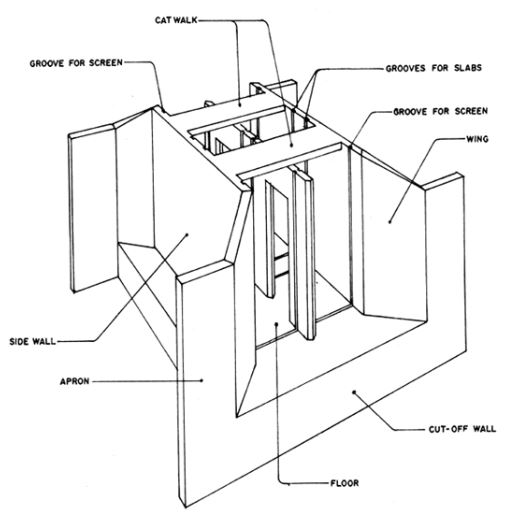 CAT WALK
GROOVE FOR SCREEN
GROOVES FOR SLABS
GROOVE FOR SCREEN
WING
SIDE WALL
APRON
CUT-OFF WALL
FLOOR